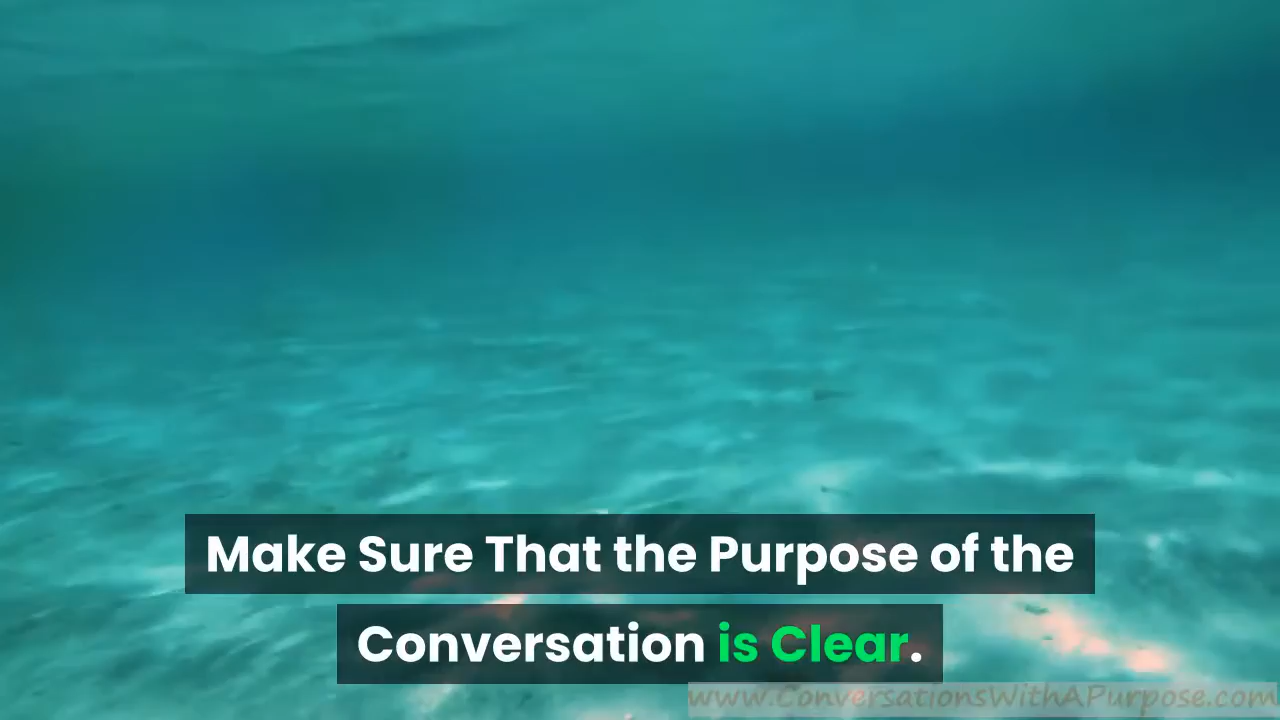 Make Sure That the Purpose of the
Conversation is Clear.
www.ConversationsWithAPurpose.com